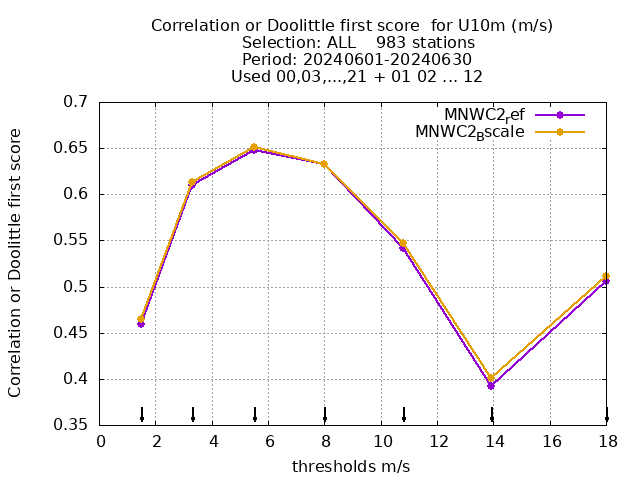 Correlation or Doolittle first score  for U10m (m/s)
Selection: ALL    983 stations
Period: 20240601-20240630
Used 00,03,...,21 + 01 02 ... 12
MNWC2ref
MNWC2Bscale
Correlation or Doolittle first score
0.7
0.65
0.6
0.55
0.5
0.45
0.4
0.35
0 2 4 6 8 10 12 14 16 18
thresholds m/s